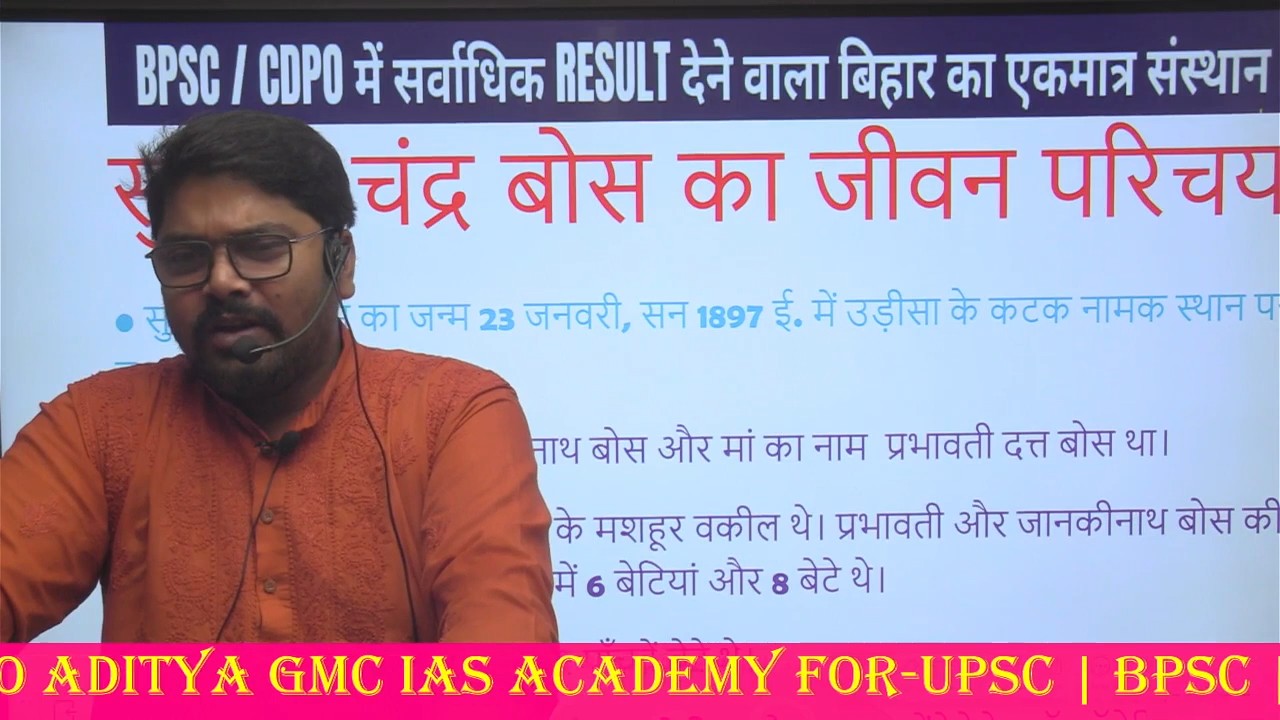 BPSC / CDPO में सर्वाधिक RESULT देने वाला बिहार का एकमात्र संस्थान
चंद्र बोस का जीवन परिचय
• का जन्म 23 जनवरी, सन 1897 ई. में उड़ीसा के कटक नामक स्थान
नाथ बोस और मां का नाम प्रभावती दत्त बोस था।
के मशहूर वकील थे। प्रभावती और जानकीनाथ बोस की
में 6 बेटियां और 8 बेटे थे।
O ADITYA GMC IAS ACADEMY FOR-UPSC | BPSC |